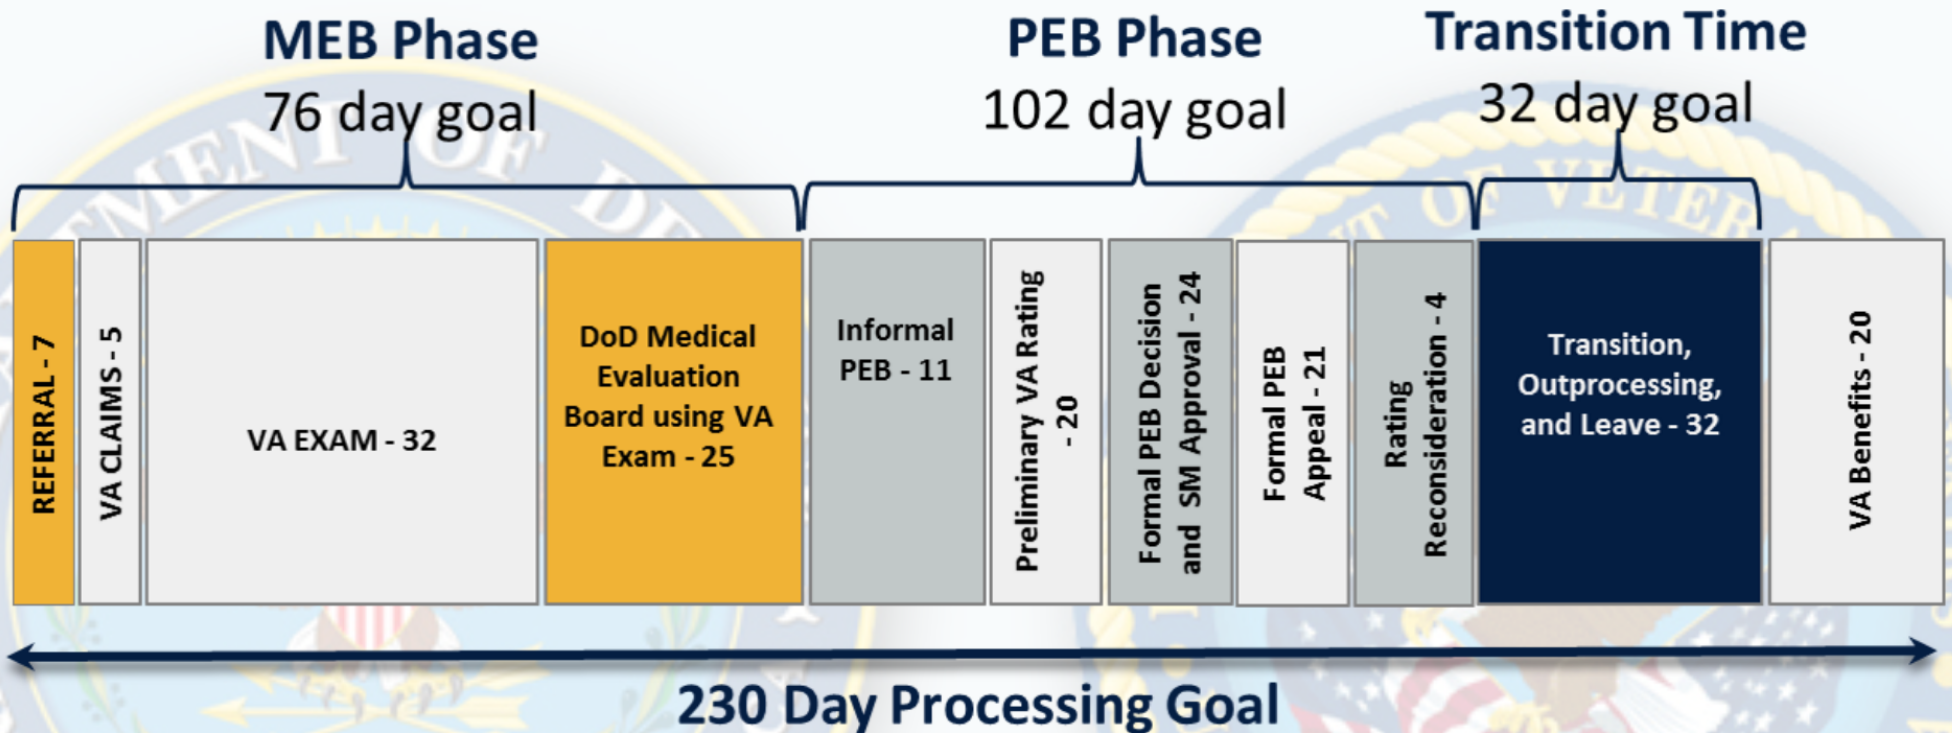 MEB Phase
76 day goal
PEB Phase
102 day goal
Transition Time
32 day goal
REFERRAL - 7
VA CLAIMS - 5
VA EXAM - 32
DoD Medical
Evaluation
Board using VA
Exam - 25
Informal
PEB - 11
Preliminary VA Rating
- 20
Formal PEB Decision
and SM Approval - 24
Formal PEB
Appeal - 21
Rating
Reconsideration - 4
Transition,
Outprocessing,
and Leave - 32
VA Benefits - 20
230 Day Processing Goal